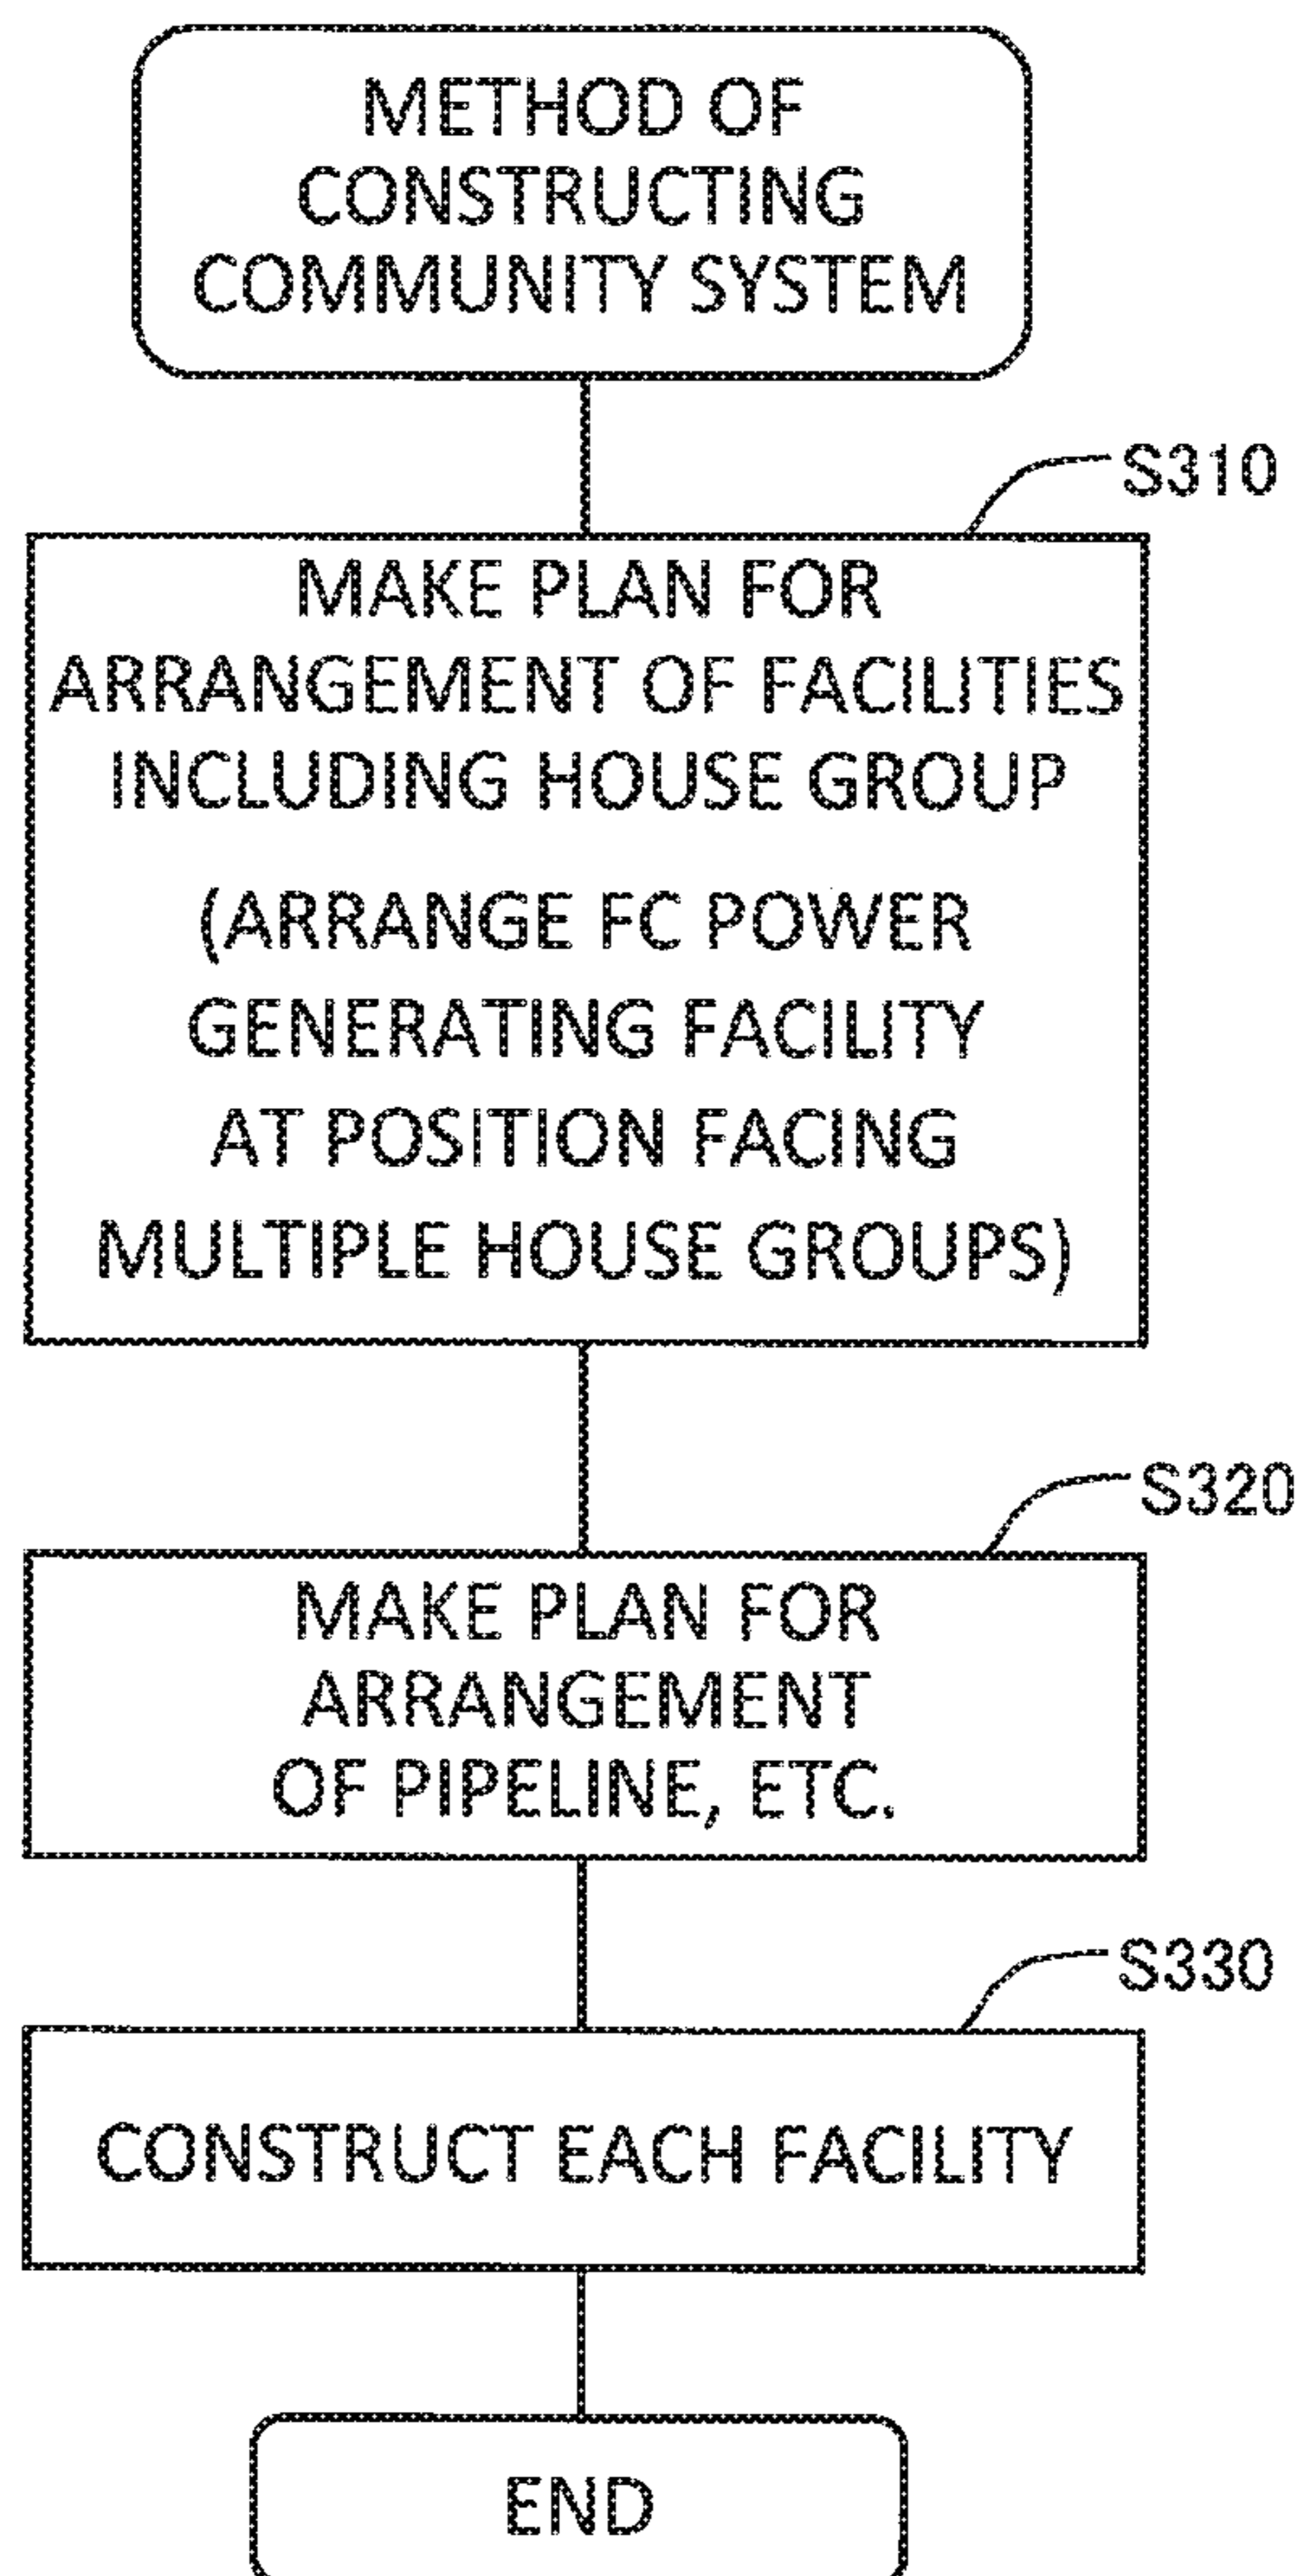 METHOD OF
CONSTRUCTING
COMMUNITY SYSTEM
S310
MAKE PLAN FOR
ARRANGEMENT OF FACILITIES
INCLUDING HOUSE GROUP
(ARRANGE FC POWER
GENERATING FACILITY
AT POSITION FACING
MULTIPLE HOUSE GROUPS)
S320
MAKE PLAN FOR
ARRANGEMENT
OF PIPELINE, ETC.
S330
CONSTRUCT EACH FACILITY
END